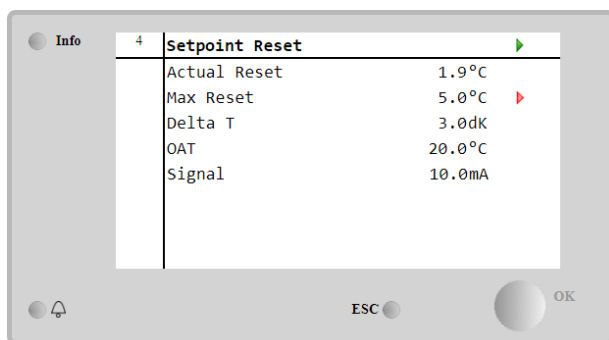 Info
4 Setpoint Reset
Actual Reset 1.9°C
Max Reset 5.0°C
Delta T 3.0dK
OAT 20.0°C
Signal 10.0mA
ESC OK